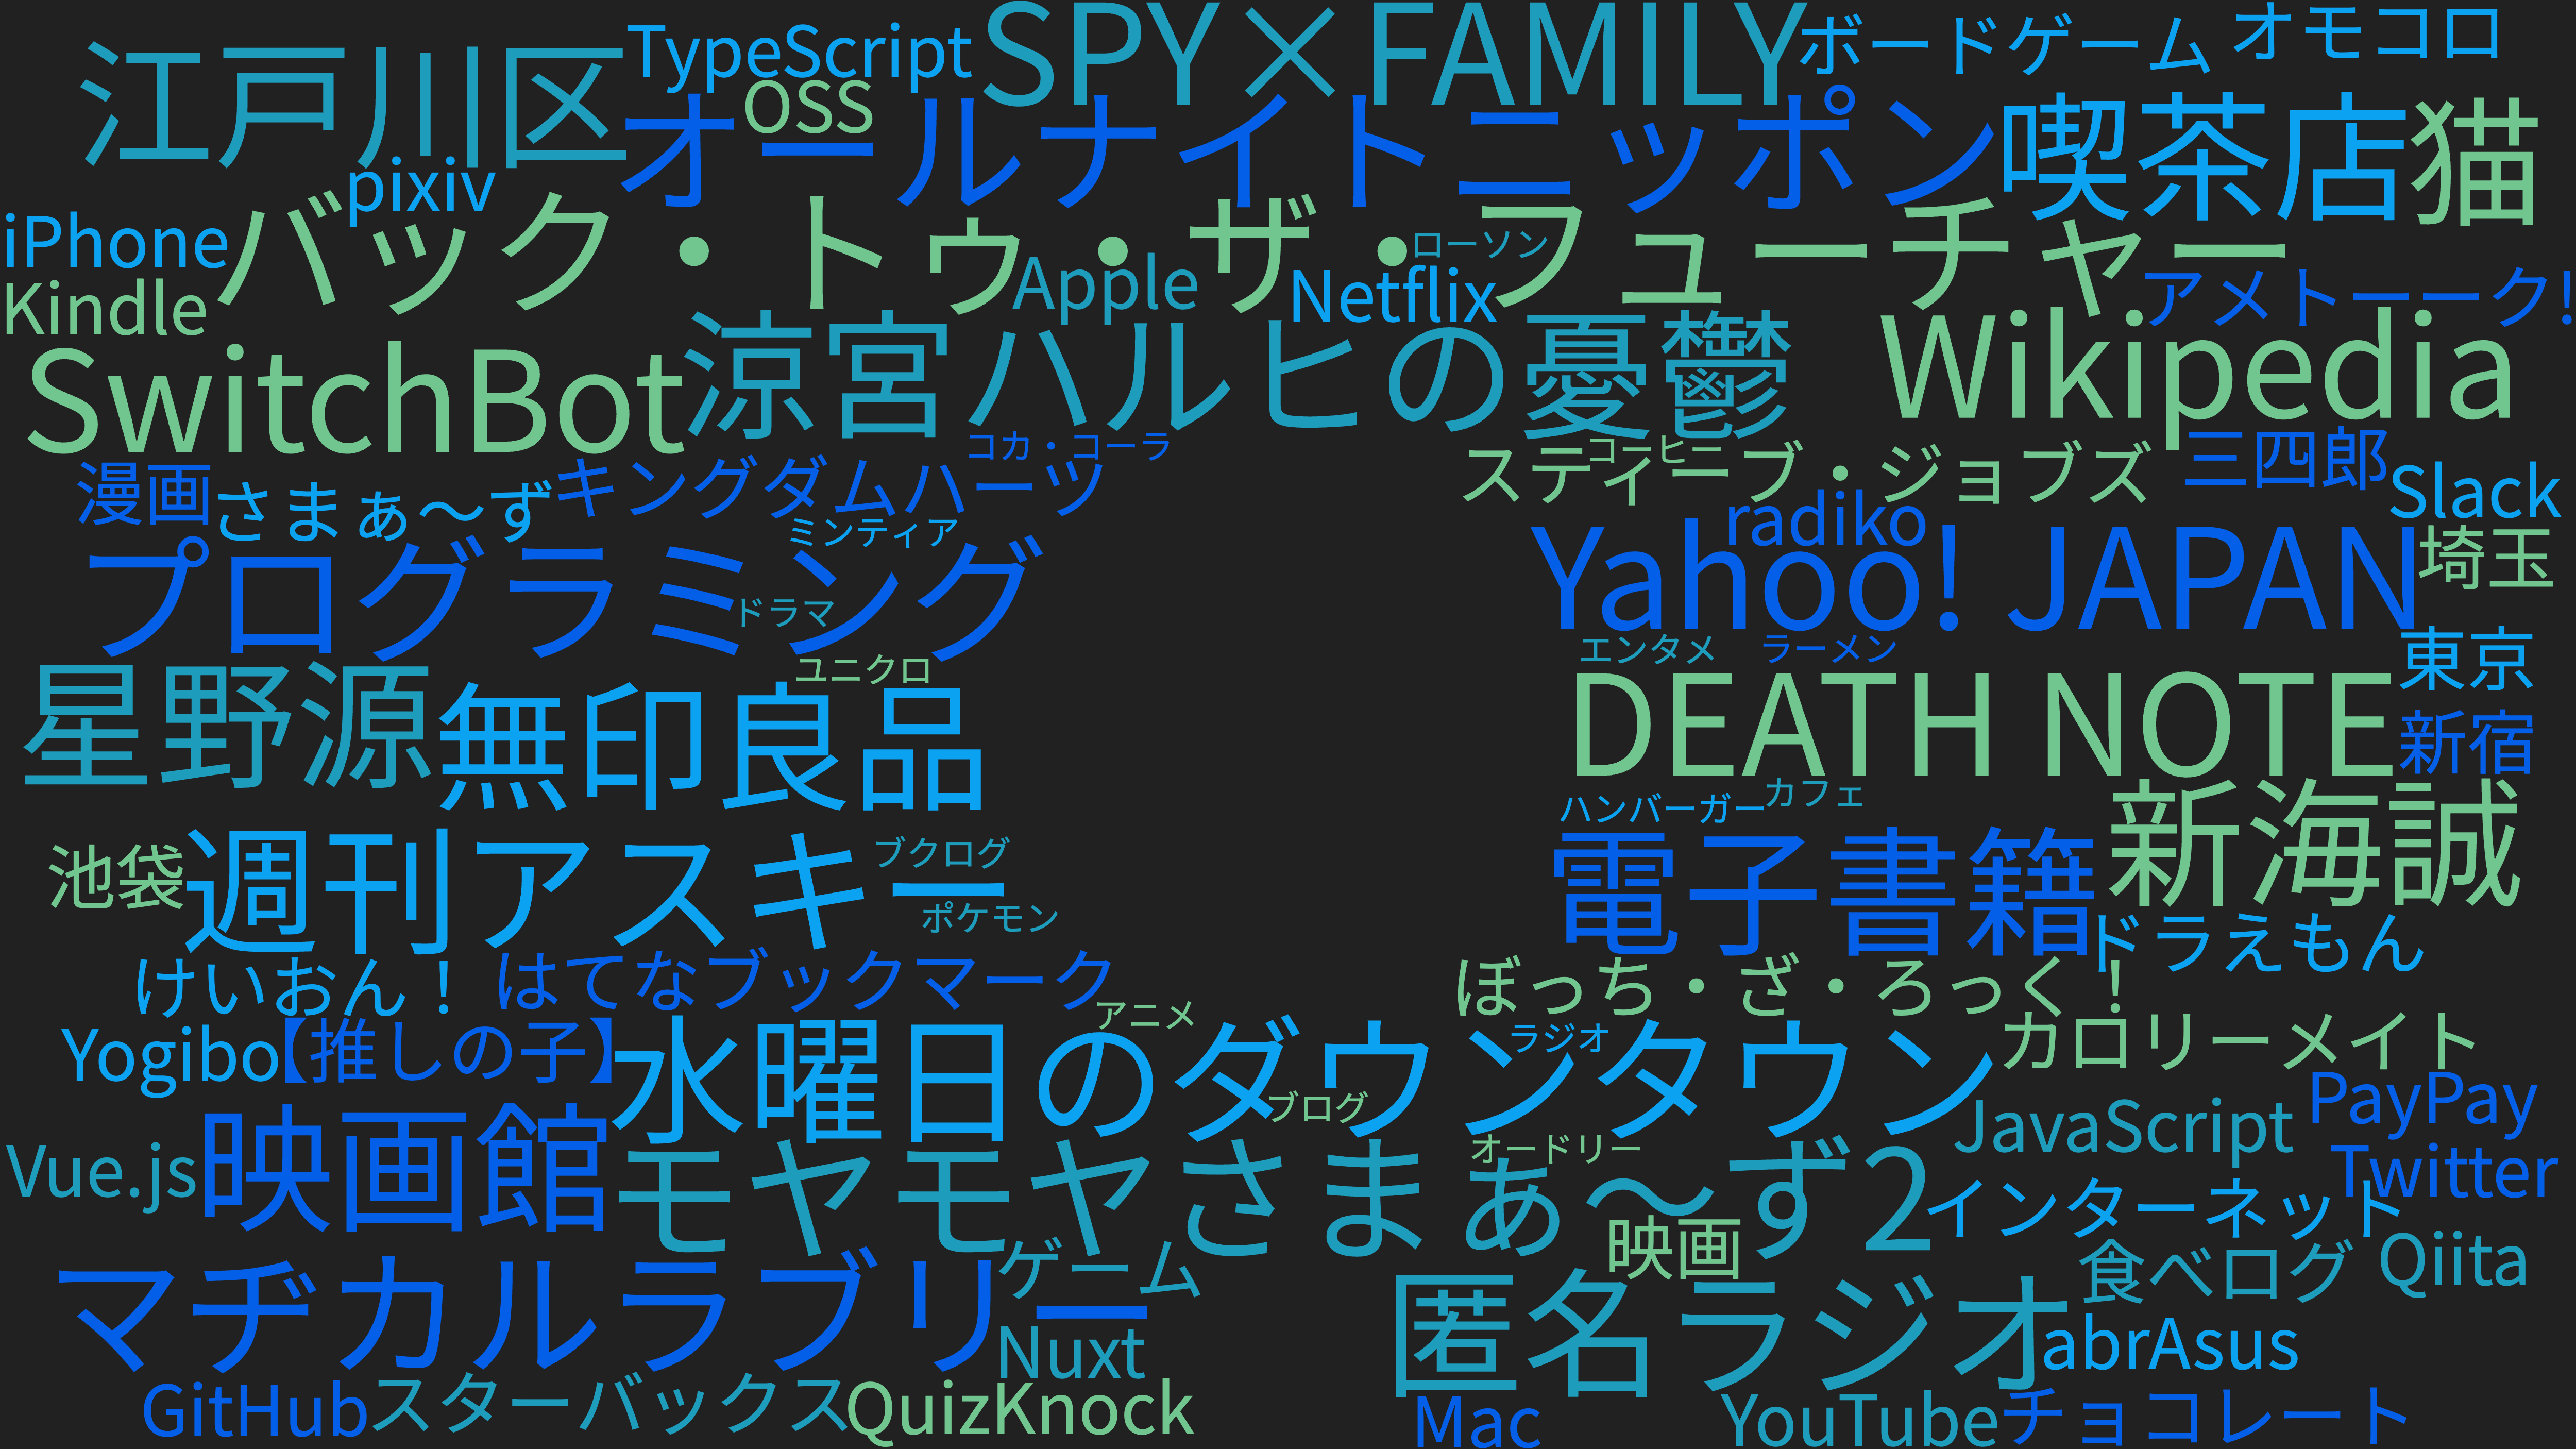 SPY×FAMILY
オモコロ
ボードゲーム
TypeScript
江戸川区
OSS
オールナイトニッポン
喫茶店
猫
pixiv
iPhone
バック・トゥ・ザ・フューチャー
ローソン
Apple
Netflix
アメトーーク!
Kindle
SwitchBot
涼宮ハルヒの憂鬱
Wikipedia
コカ・コーラ
コーヒー
スティーブ・ジョブズ
三四郎
漫画
さまぁ〜ず
キングダムハーツ
Slack
radiko
ミンティア
プログラミング
Yahoo! JAPAN
埼玉
ドラマ
エンタメ
ラーメン
東京
ユニクロ
星野源
無印良品
DEATH NOTE
新宿
ハンバーガー
カフェ
新海誠
池袋
週刊アスキー
ブクログ
電子書籍
ポケモン
ドラえもん
けいおん！
はてなブックマーク
ぼっち・ざ・ろっく！
アニメ
Yogibo
【推しの子】
水曜日のダウンタウン
ラジオ
カロリーメイト
ブログ
PayPay
JavaScript
Vue.js
映画館
オードリー
モヤモヤさまぁ〜ず2
Twitter
インターネット
映画
ゲーム
食べログ
Qiita
マヂカルラブリー
匿名ラジオ
Nuxt
abrAsus
GitHub
スターバックス
QuizKnock
Mac
YouTube
チョコレート